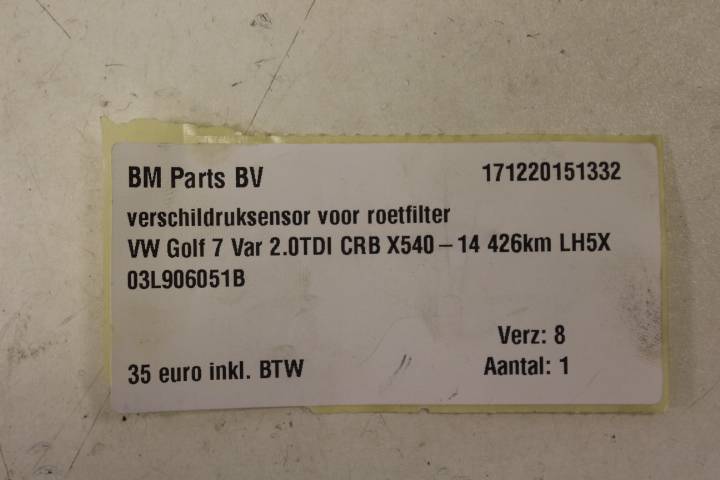 BM Parts BV 171220151332
verschildruksensor voor roetfilter
VW Golf 7 Var 2.0TDI CRB X540 – 14 426km LH5X
03L906051B
Verz: 8
35 euro inkl. BTW Aantal: 1